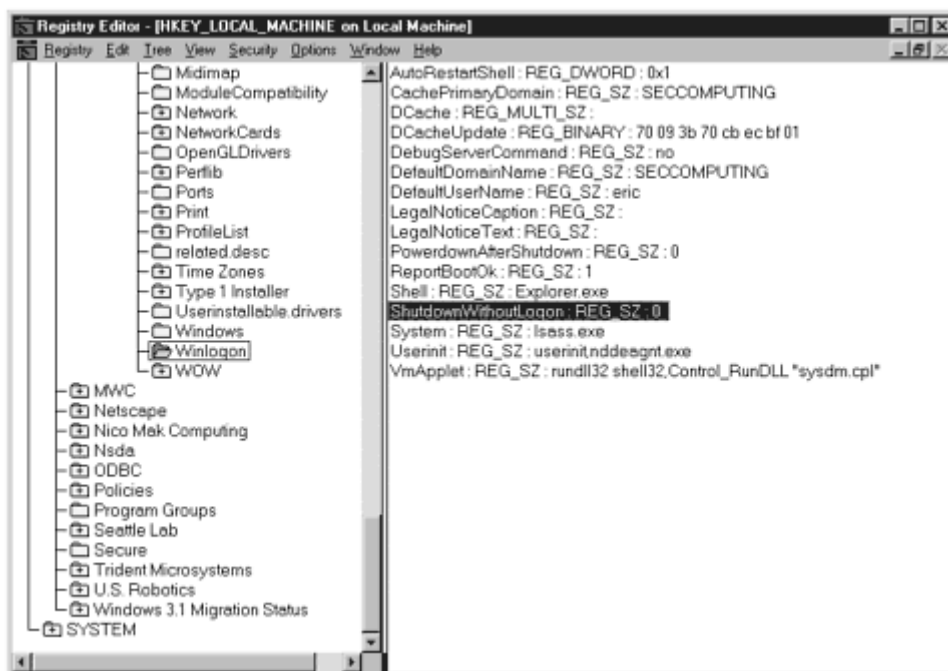 Registry Editor - [HKEY_LOCAL_MACHINE on Local Machine]
Registry Edit Tree View Security Options Window Help
Midimap
ModuleCompatibility
Network
NetworkCards
OpenGLDrivers
Perflib
Ports
Print
ProfileList
related.desc
Time Zones
Type 1 Installer
Userinstallable.drivers
Windows
Winlogon
WOW
MWC
Netscape
Nico Mak Computing
Nsda
ODBC
Policies
Program Groups
Seattle Lab
Secure
Trident Microsystems
U.S. Robotics
Windows 3.1 Migration Status
SYSTEM
AutoRestartShell : REG_DWORD : 0x1
CachePrimaryDomain : REG_SZ : SECCOMPUTING
DCache : REG_MULTI_SZ :
DCacheUpdate : REG_BINARY : 70 09 3b 70 cb ec bf 01
DebugServerCommand : REG_SZ : no
DefaultDomainName : REG_SZ : SECCOMPUTING
DefaultUserName : REG_SZ : eric
LegalNoticeCaption : REG_SZ :
LegalNoticeText : REG_SZ :
PowerdownAfterShutdown : REG_SZ : 0
ReportBootOk : REG_SZ : 1
Shell : REG_SZ : Explorer.exe
ShutdownWithoutLogon : REG_SZ : 0
System : REG_SZ : lsass.exe
Userinit : REG_SZ : userinit,nddeagnt.exe
VmApplet : REG_SZ : rundll32 shell32,Control_RunDLL "sysdm.cpl"